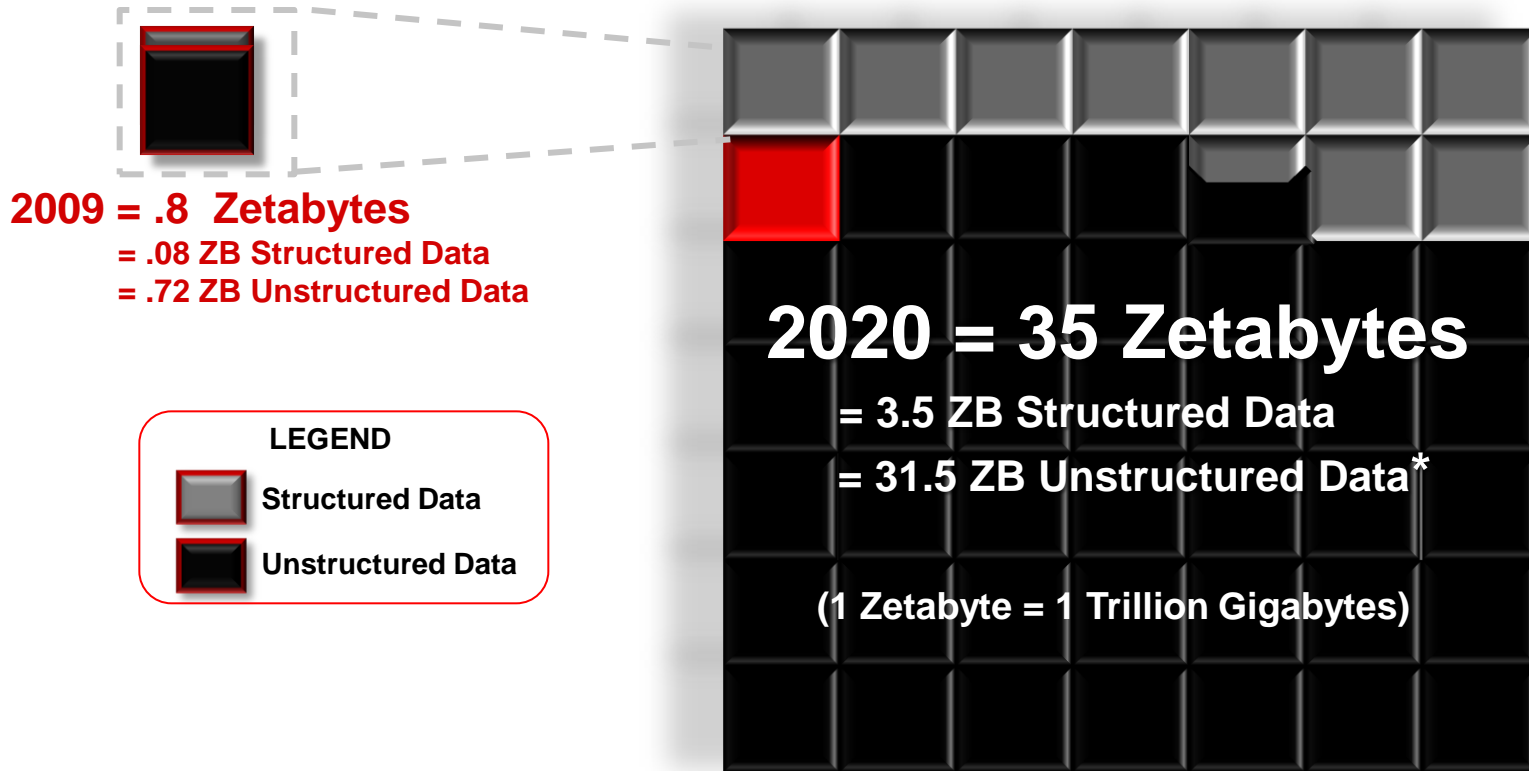 2009 = .8 Zetabytes
= .08 ZB Structured Data
= .72 ZB Unstructured Data
LEGEND
Structured Data
Unstructured Data
2020 = 35 Zetabytes
= 3.5 ZB Structured Data
= 31.5 ZB Unstructured Data*
(1 Zetabyte = 1 Trillion Gigabytes)